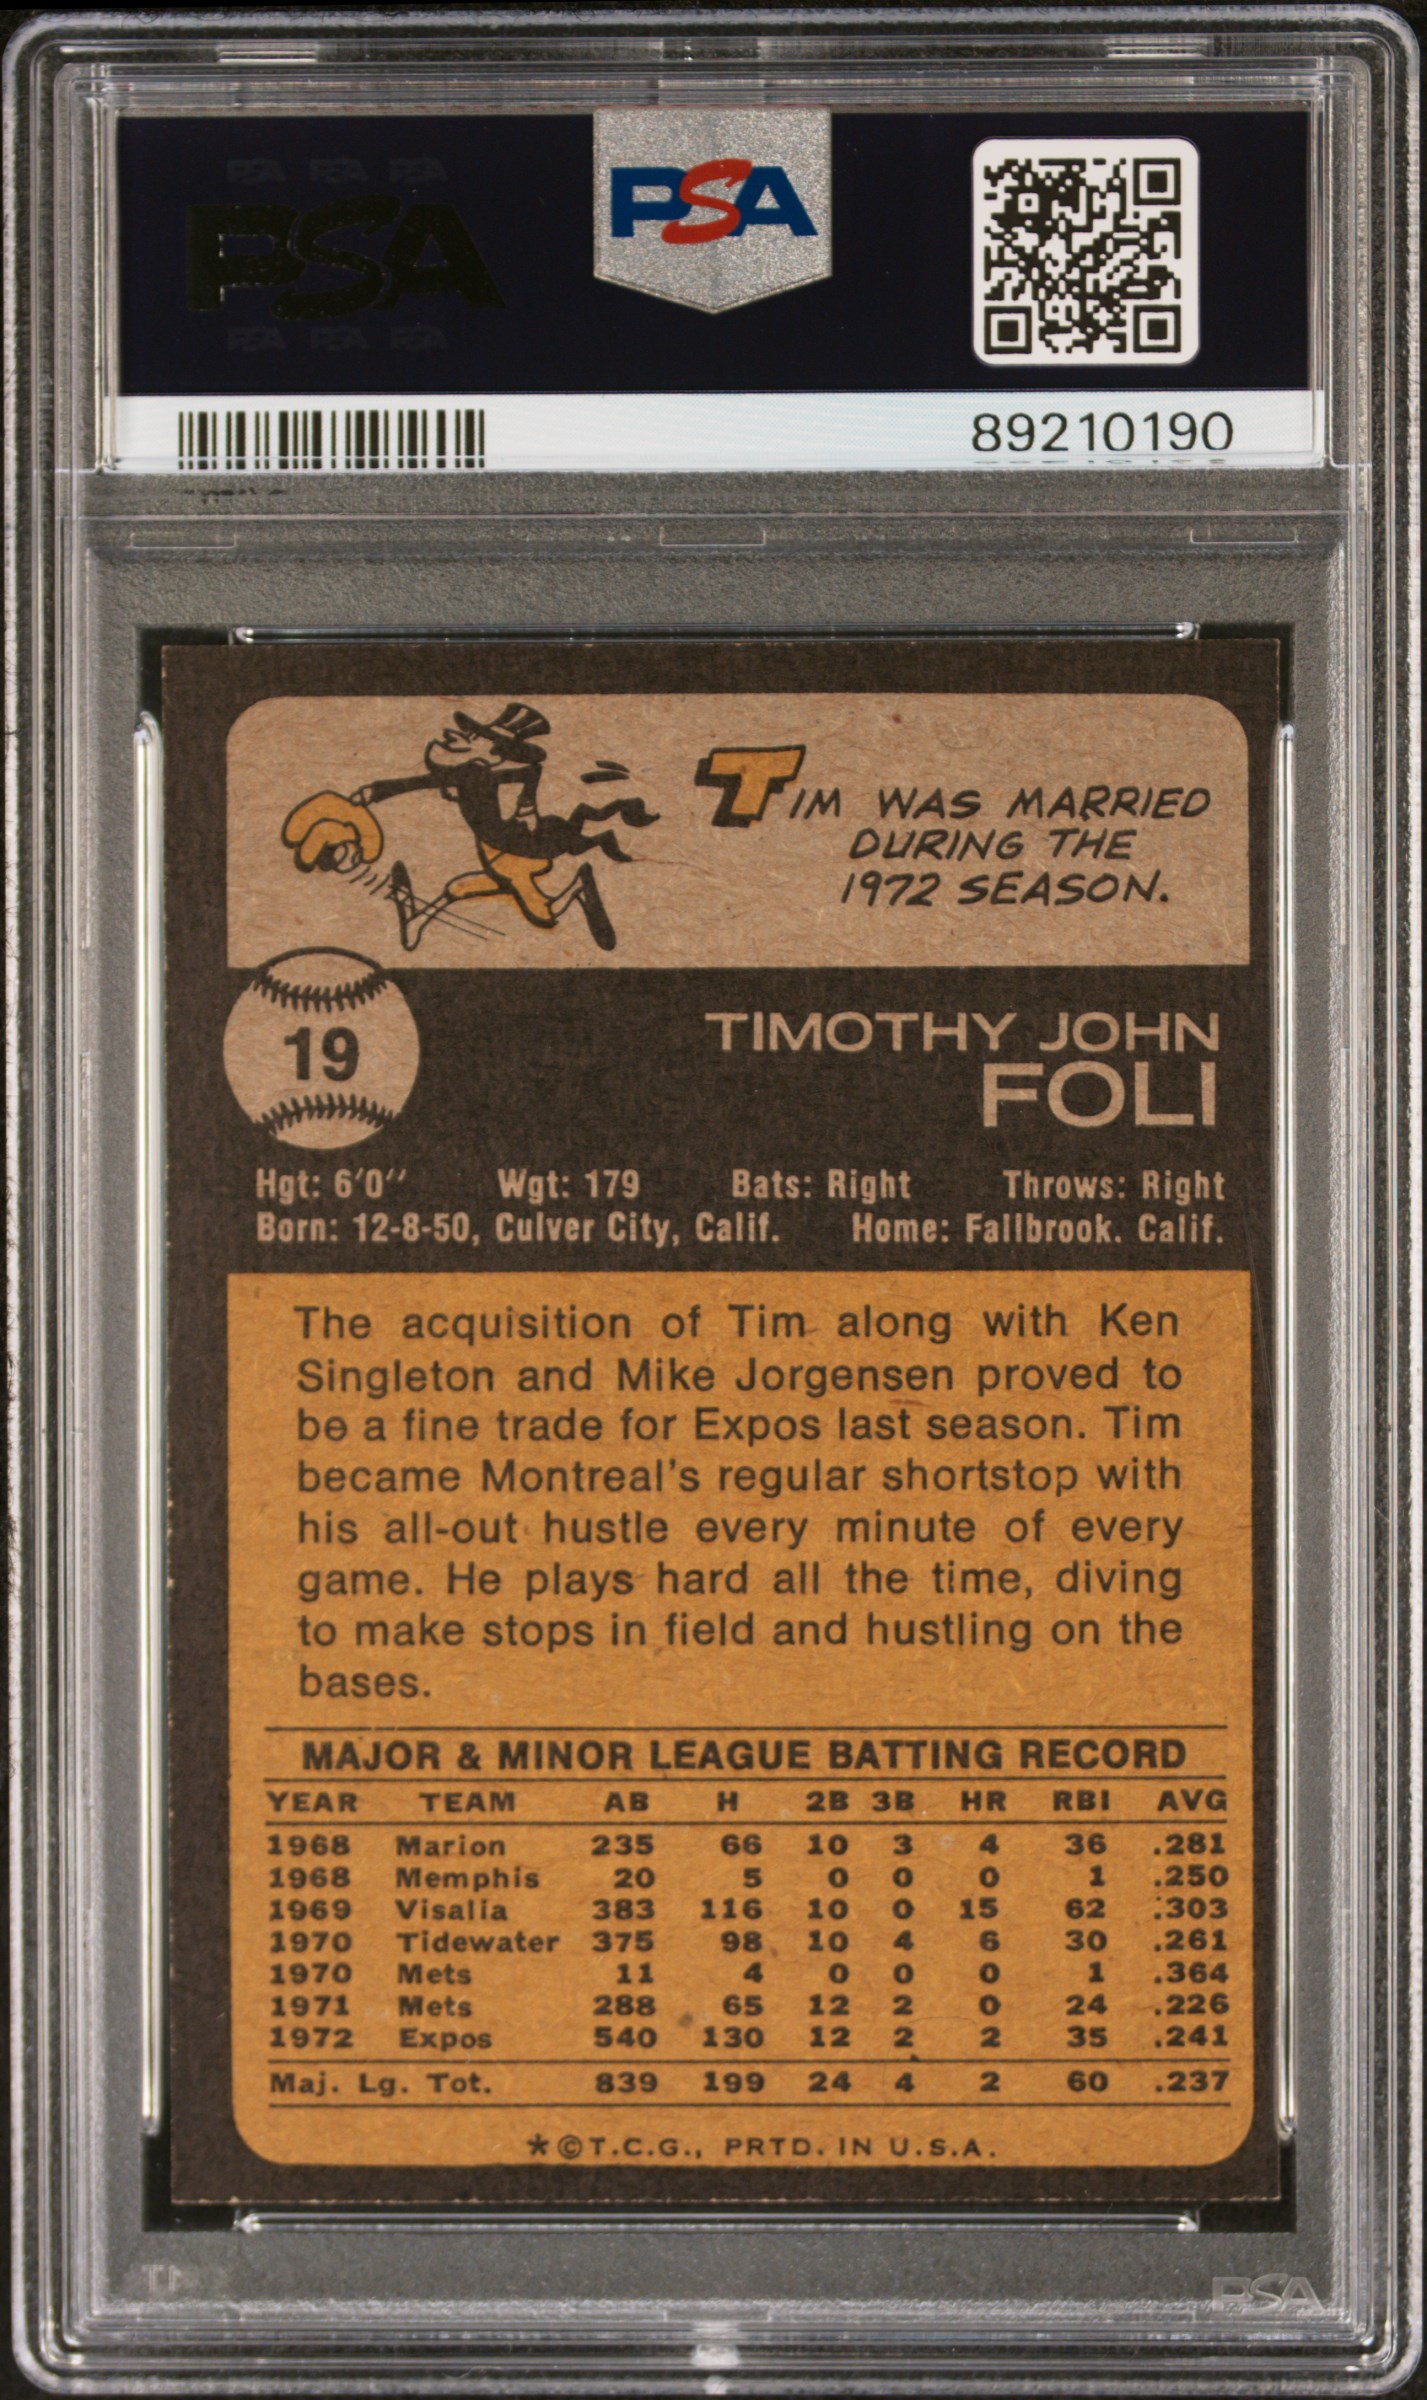 PSA PSA PSA
PSA
PSA PSA PSA
PSA
89210190
TIM WAS MARRIED
DURING THE
1972 SEASON.
19
TIMOTHY JOHN
FOLI
Hgt: 6'0'' Wgt: 179 Bats: Right Throws: Right
Born: 12-8-50, Culver City, Calif. Home: Fallbrook. Calif.
The acquisition of Tim along with Ken
Singleton and Mike Jorgensen proved to
be a fine trade for Expos last season. Tim
became Montreal's regular shortstop with
his all-out hustle every minute of every
game. He plays hard all the time, diving
to make stops in field and hustling on the
bases.
MAJOR & MINOR LEAGUE BATTING RECORD
YEAR TEAM AB H 2B 3B HR RBI AVG
1968 Marion 235 66 10 3 4 36 .281
1968 Memphis 20 5 0 0 0 1 .250
1969 Visalia 383 116 10 0 15 62 .303
1970 Tidewater 375 98 10 4 6 30 .261
1970 Mets 11 4 0 0 0 1 .364
1971 Mets 288 65 12 2 0 24 .226
1972 Expos 540 130 12 2 2 35 .241
Maj. Lg. Tot. 839 199 24 4 2 60 .237
*©T.C.G., PRTD. IN U.S.A.
PSA